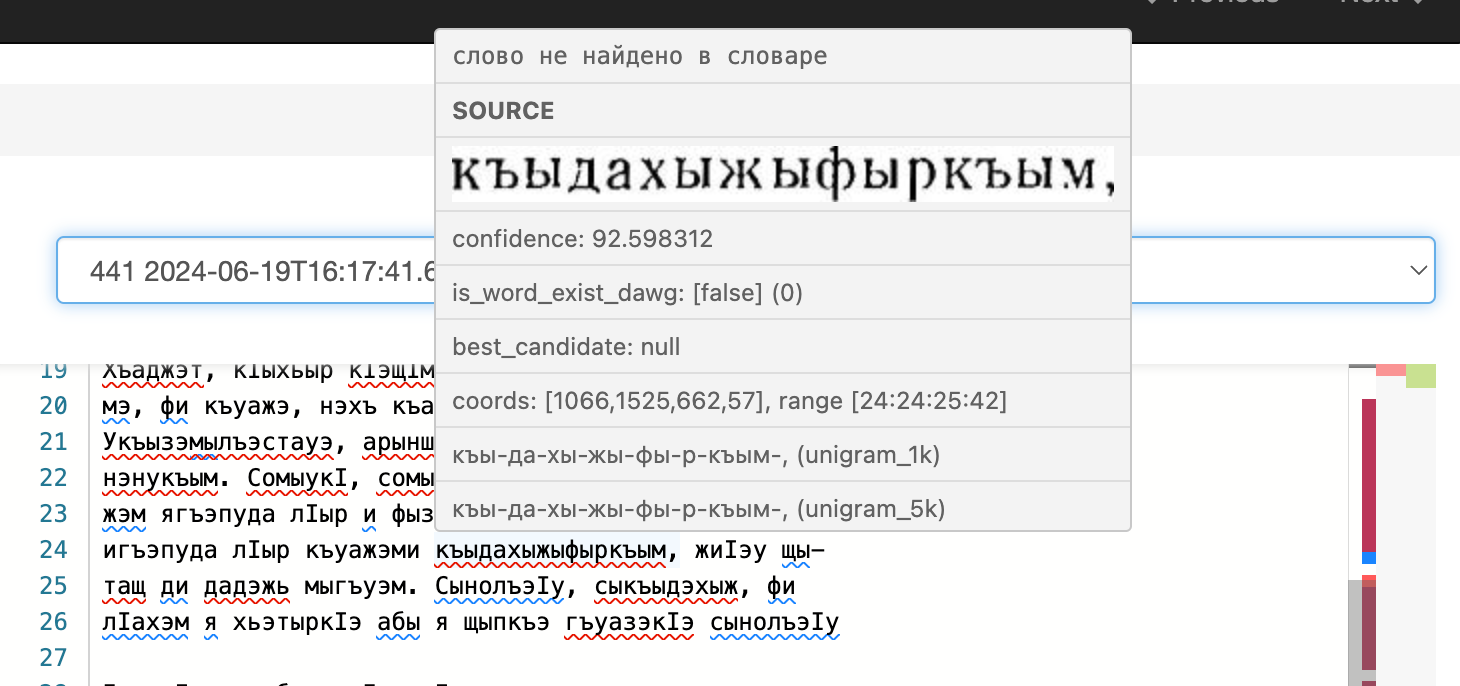 Previous
Next
слово не найдено в словаре
SOURCE
къыдахыжыфыркъым,
confidence: 92.598312
is_word_exist_dawg: [false] (0)
best_candidate: null
coords: [1066,1525,662,57], range [24:24:25:42]
къы-да-хы-жы-фы-р-къым-, (unigram_1k)
къы-да-хы-жы-фы-р-къым-, (unigram_5k)
441 2024-06-19T16:17:41.6
19 Хъаджэт, кIыхьыр кIэщIм
20 мэ, фи къуажэ, нэхъ къа
21 Укъызэмылъэстауэ, арынш
22 нэнукъым. СомыукI, сомы
23 жэм ягъэпуда лIыр и фыз
24 игъэпуда лIыр къуажэми къыдахыжыфыркъым, жиIэу щы-
25 тащ ди дадэжь мыгъуэм. СынолъэIу, сыкъыдэхыж, фи
26 лIахэм я хьэтыркIэ абы я щыпкъэ гъуазэкIэ сынолъэIу
27